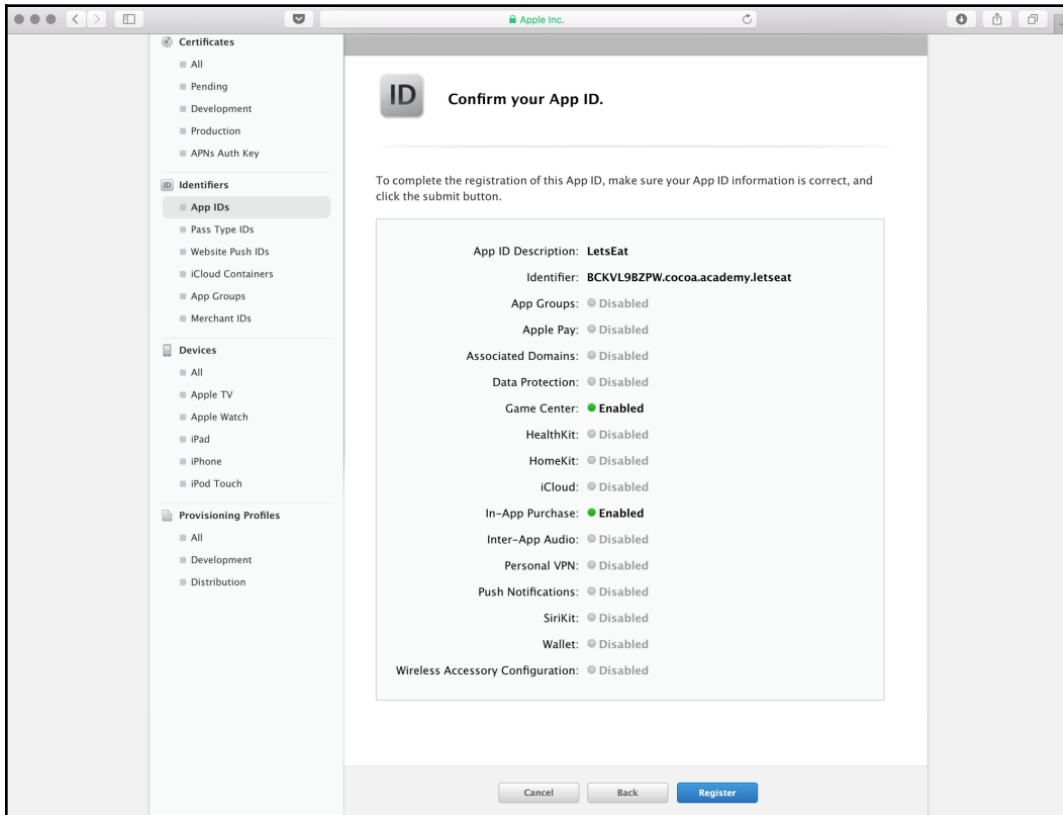 Apple Inc.
Certificates
All
Pending
Development
Production
APNs Auth Key
ID Identifiers
App IDs
Pass Type IDs
Website Push IDs
iCloud Containers
App Groups
Merchant IDs
Devices
All
Apple TV
Apple Watch
iPad
iPhone
iPod Touch
Provisioning Profiles
All
Development
Distribution
ID Confirm your App ID.
To complete the registration of this App ID, make sure your App ID information is correct, and
click the submit button.
App ID Description: LetsEat
Identifier: BCKVL9BZPW.cocoa.academy.letseat
App Groups: Disabled
Apple Pay: Disabled
Associated Domains: Disabled
Data Protection: Disabled
Game Center: Enabled
HealthKit: Disabled
HomeKit: Disabled
iCloud: Disabled
In-App Purchase: Enabled
Inter-App Audio: Disabled
Personal VPN: Disabled
Push Notifications: Disabled
SiriKit: Disabled
Wallet: Disabled
Wireless Accessory Configuration: Disabled
Cancel Back Register